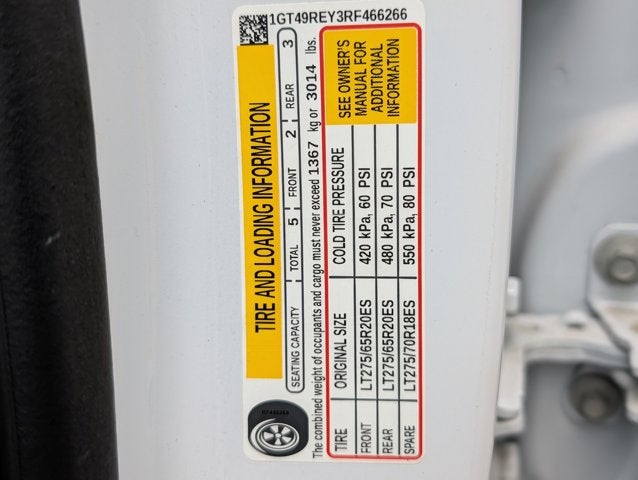 1GT49REY3RF466266
TIRE AND LOADING INFORMATION
SEATING CAPACITY TOTAL 5 FRONT 2 REAR 3
The combined weight of occupants and cargo must never exceed 1367 kg or 3014 lbs.
TIRE ORIGINAL SIZE COLD TIRE PRESSURE
FRONT LT275/65R20ES 420 kPa, 60 PSI
REAR LT275/65R20ES 480 kPa, 70 PSI
SPARE LT275/70R18ES 550 kPa, 80 PSI
SEE OWNER'S
MANUAL FOR
ADDITIONAL
INFORMATION
RF466266